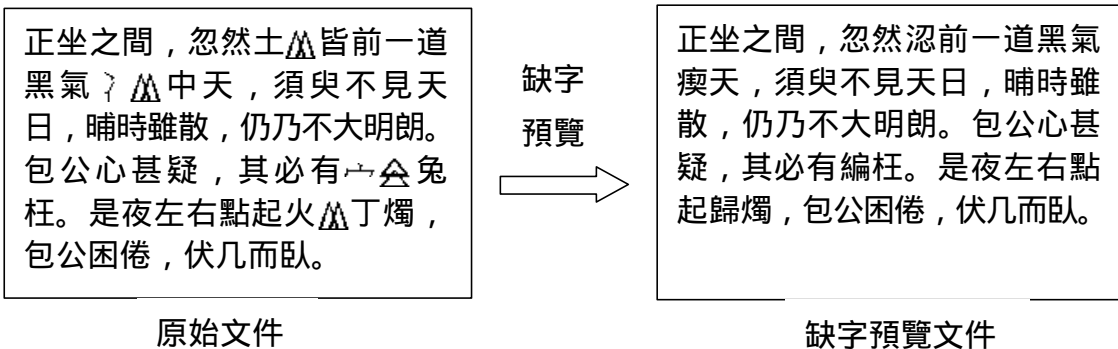 正坐之間，忽然土皆前一道
黑氣冫中天，須臾不見天
日，晡時雖散，仍乃不大明朗。
包公心甚疑，其必有宀兔
枉。是夜左右點起火丁燭，
包公困倦，伏几而臥。
原始文件
缺字
預覽
正坐之間，忽然涊前一道黑氣
天，須臾不見天日，晡時雖
散，仍乃不大明朗。包公心甚
疑，其必有編枉。是夜左右點
起歸燭，包公困倦，伏几而臥。
缺字預覽文件